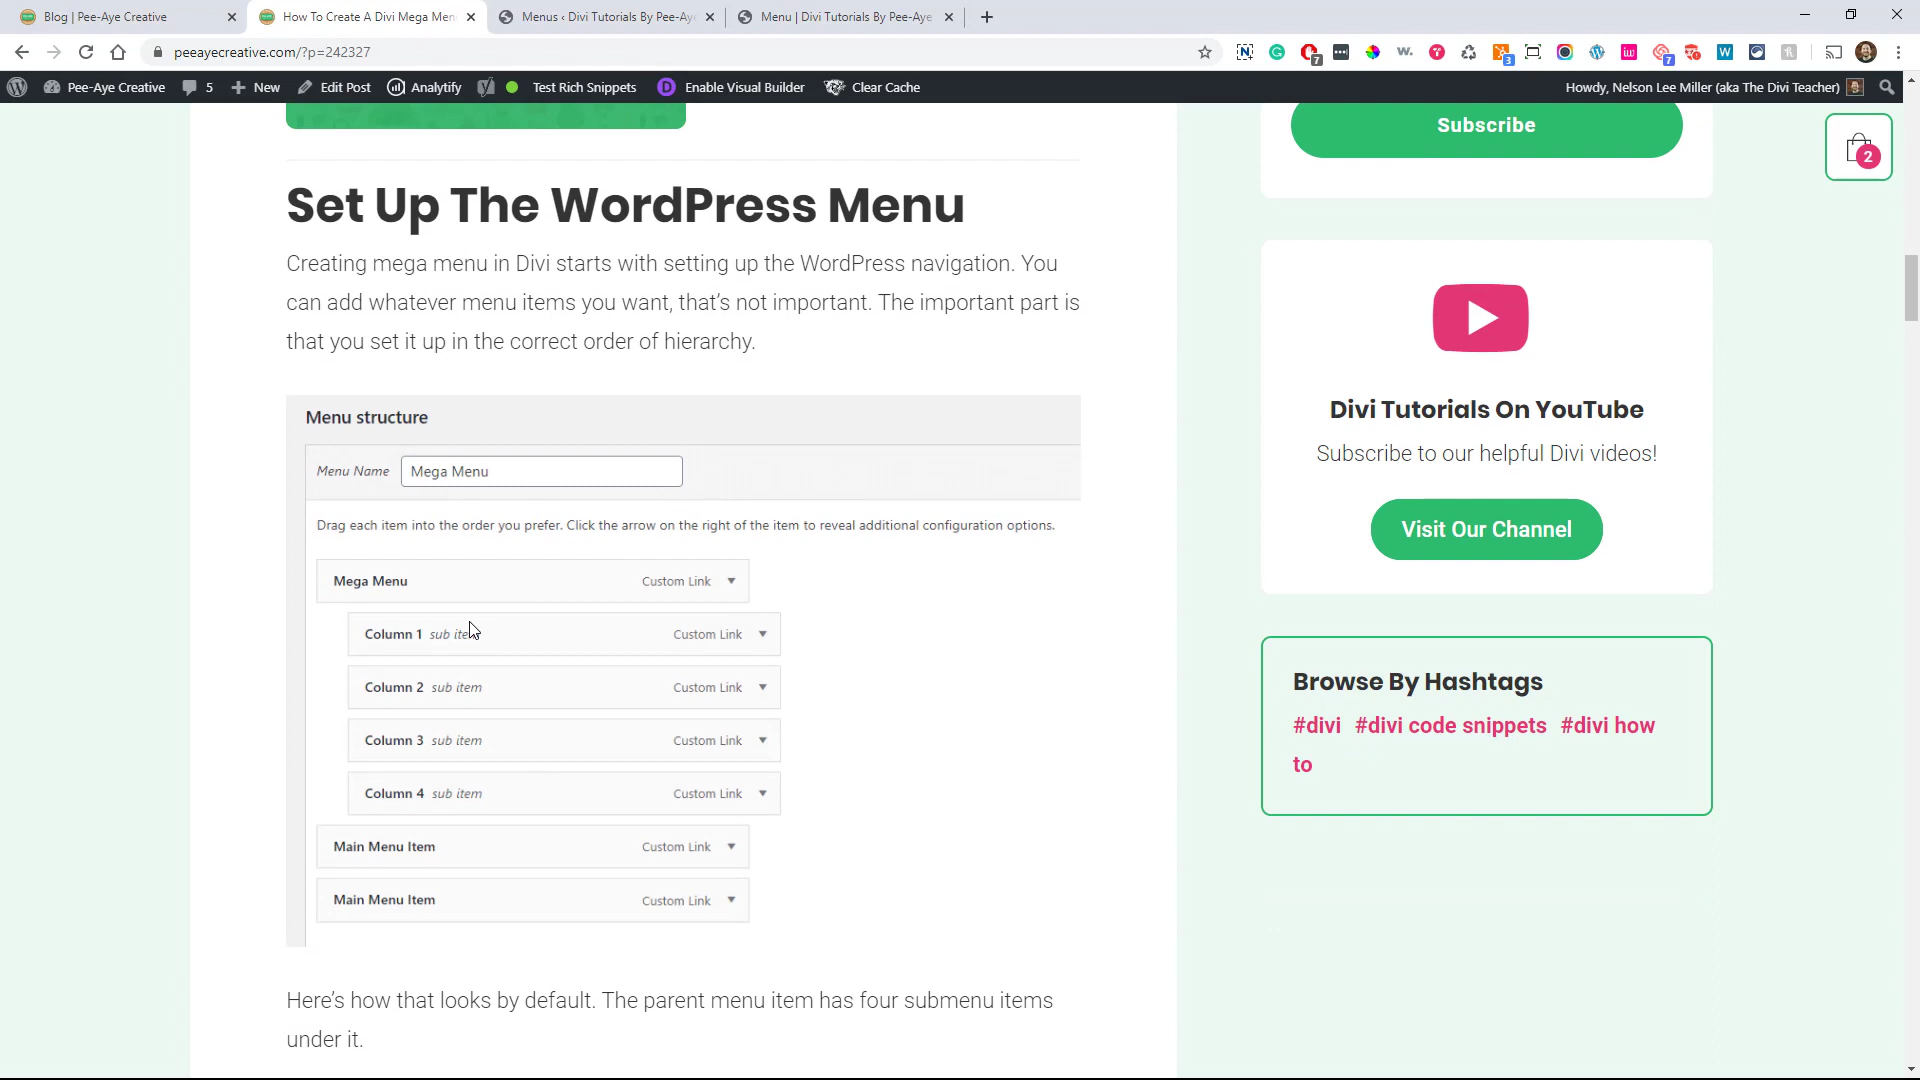 Blog | Pee-Aye Creative
How To Create A Divi Mega Men
Menus ‹ Divi Tutorials By Pee-Ay
Menu | Divi Tutorials By Pee-Aye
peeayecreative.com/?p=242327
7
3
7
Pee-Aye Creative
5
New
Edit Post
Analytify
Test Rich Snippets
Enable Visual Builder
Clear Cache
Howdy, Nelson Lee Miller (aka The Divi Teacher)
Subscribe
2
Set Up The WordPress Menu
Creating mega menu in Divi starts with setting up the WordPress navigation. You
can add whatever menu items you want, that’s not important. The important part is
that you set it up in the correct order of hierarchy.
Menu structure
Menu Name Mega Menu
Drag each item into the order you prefer. Click the arrow on the right of the item to reveal additional configuration options.
Mega Menu Custom Link
Column 1 sub ite Custom Link
Column 2 sub item Custom Link
Column 3 sub item Custom Link
Column 4 sub item Custom Link
Main Menu Item Custom Link
Main Menu Item Custom Link
Here’s how that looks by default. The parent menu item has four submenu items
under it.
Divi Tutorials On YouTube
Subscribe to our helpful Divi videos!
Visit Our Channel
Browse By Hashtags
#divi #divi code snippets #divi how
to